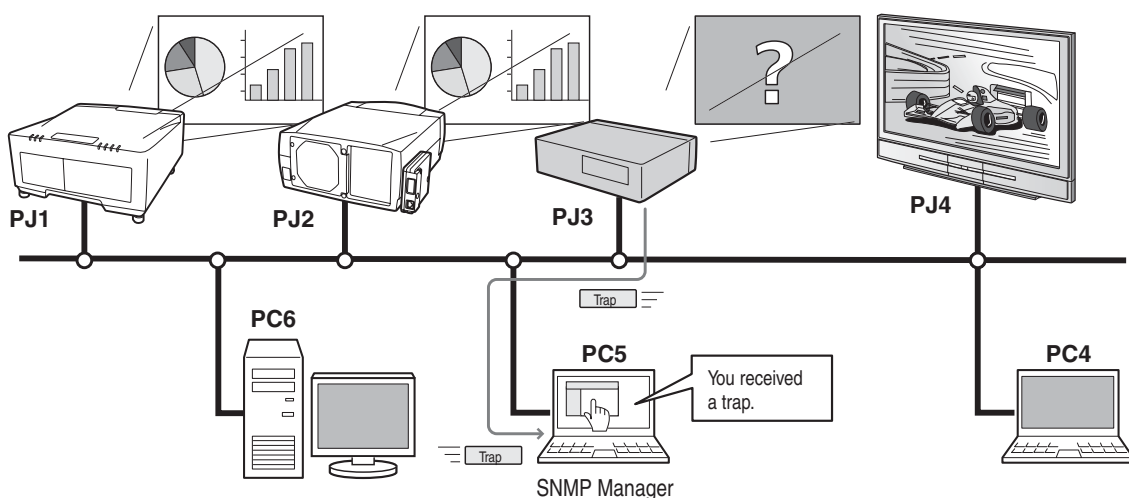 ?
PJ1
PJ2
PJ3
PJ4
Trap
PC6
PC5
PC4
You received
a trap.
Trap
SNMP Manager